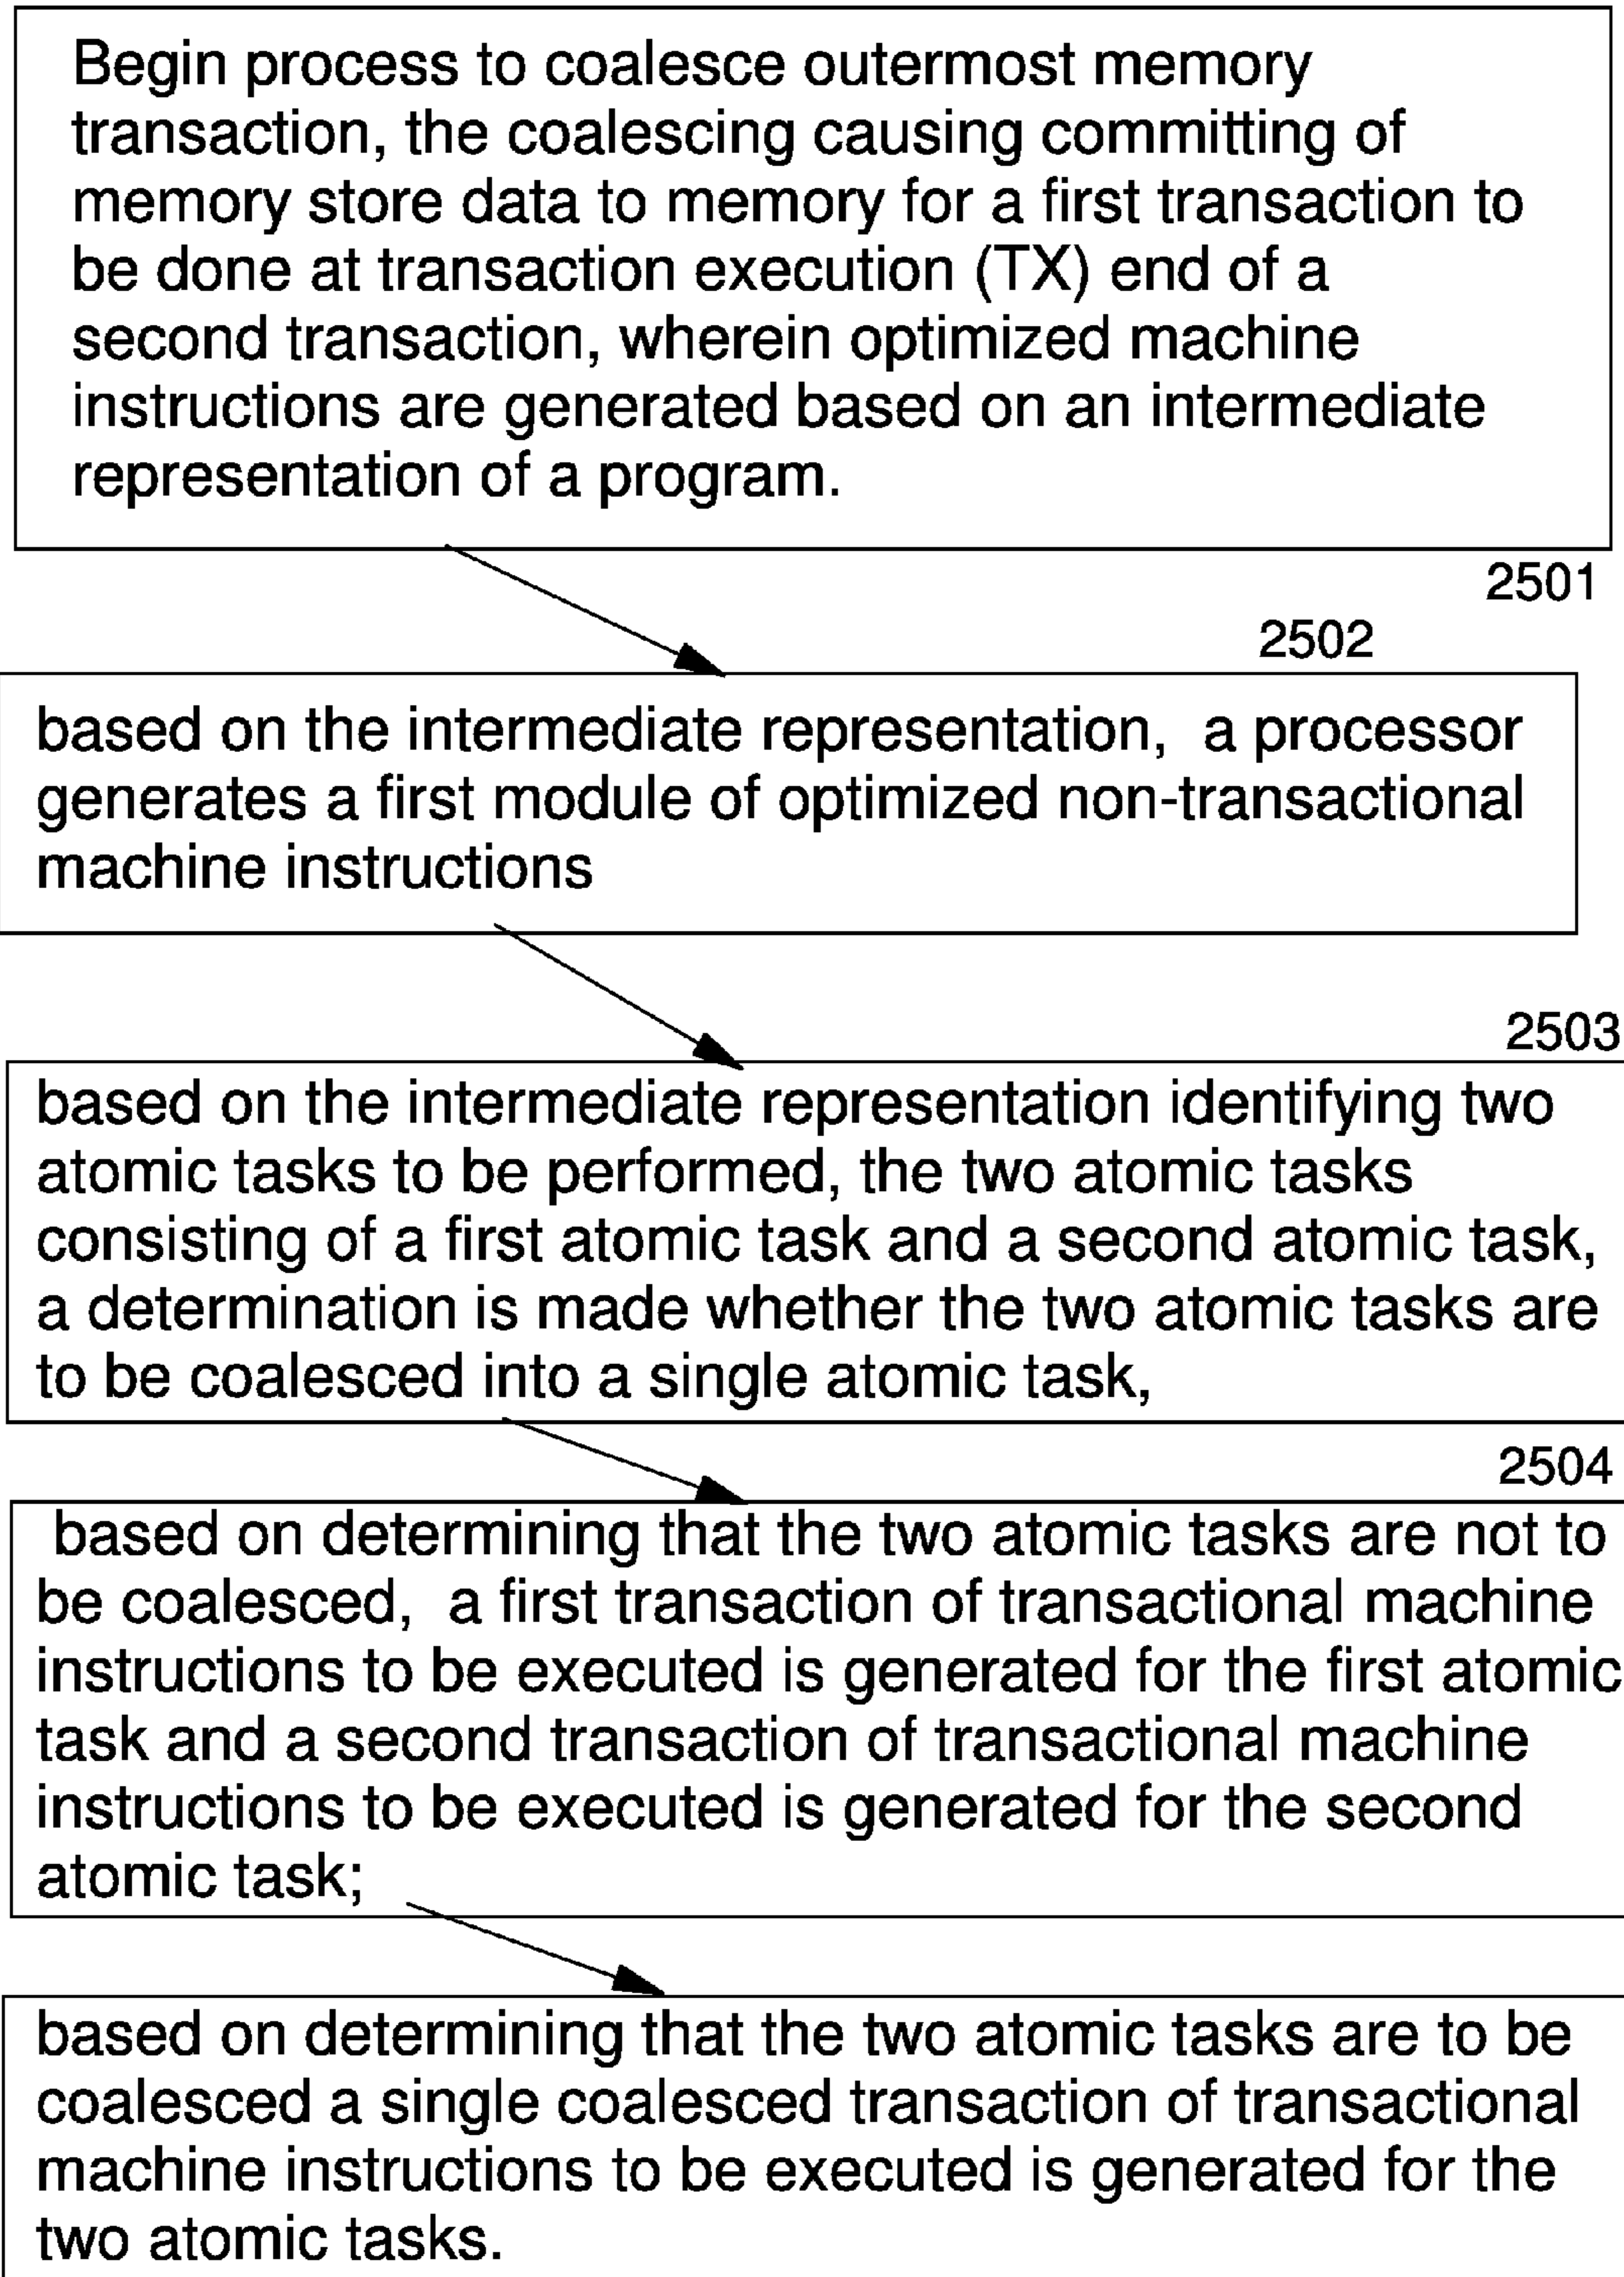 Begin process to coalesce outermost memory
transaction, the coalescing causing committing of
memory store data to memory for a first transaction to
be done at transaction execution (TX) end of a
second transaction, wherein optimized machine
instructions are generated based on an intermediate
representation of a program.
2501
2502
based on the intermediate representation, a processor
generates a first module of optimized non-transactional
machine instructions
2503
based on the intermediate representation identifying two
atomic tasks to be performed, the two atomic tasks
consisting of a first atomic task and a second atomic task,
a determination is made whether the two atomic tasks are
to be coalesced into a single atomic task,
2504
based on determining that the two atomic tasks are not to
be coalesced, a first transaction of transactional machine
instructions to be executed is generated for the first atomic
task and a second transaction of transactional machine
instructions to be executed is generated for the second
atomic task;
based on determining that the two atomic tasks are to be
coalesced a single coalesced transaction of transactional
machine instructions to be executed is generated for the
two atomic tasks.